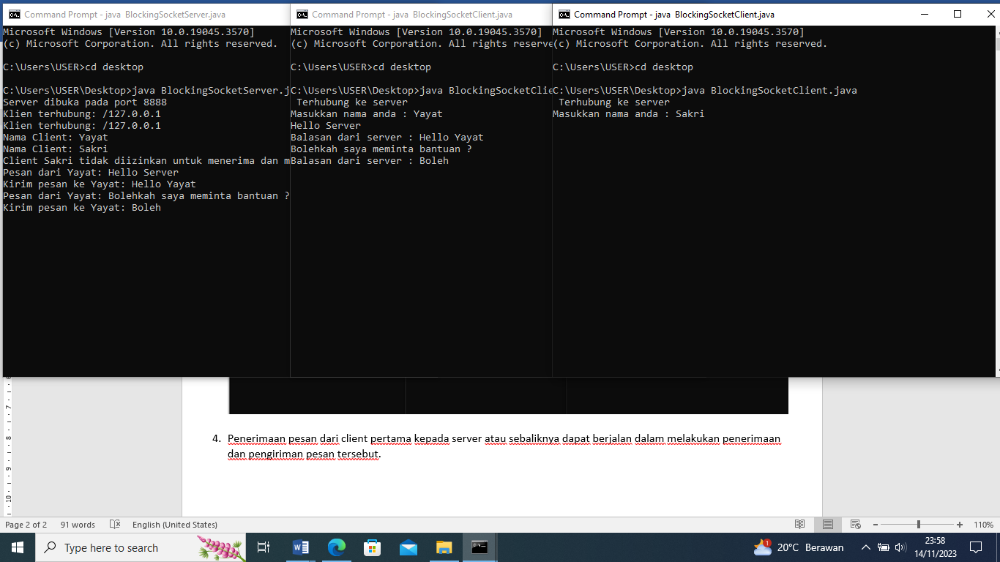 Command Prompt - java  BlockingSocketServer.java
Microsoft Windows [Version 10.0.19045.3570]
(c) Microsoft Corporation. All rights reserved.
C:\Users\USER>cd desktop
C:\Users\USER\Desktop>java BlockingSocketServer.j
Server dibuka pada port 8888
Klien terhubung: /127.0.0.1
Klien terhubung: /127.0.0.1
Nama Client: Yayat
Nama Client: Sakri
Client Sakri tidak diizinkan untuk menerima dan m
Pesan dari Yayat: Hello Server
Kirim pesan ke Yayat: Hello Yayat
Pesan dari Yayat: Bolehkah saya meminta bantuan ?
Kirim pesan ke Yayat: Boleh
Command Prompt - java  BlockingSocketClient.java
Microsoft Windows [Version 10.0.19045.3570]
(c) Microsoft Corporation. All rights reserve
C:\Users\USER>cd desktop
C:\Users\USER\Desktop>java BlockingSocketClie
Terhubung ke server
Masukkan nama anda : Yayat
Hello Server
Balasan dari server : Hello Yayat
Bolehkah saya meminta bantuan ?
Balasan dari server : Boleh
Command Prompt - java  BlockingSocketClient.java
Microsoft Windows [Version 10.0.19045.3570]
(c) Microsoft Corporation. All rights reserved.
C:\Users\USER>cd desktop
C:\Users\USER\Desktop>java BlockingSocketClient.java
Terhubung ke server
Masukkan nama anda : Sakri
4. Penerimaan pesan dari client pertama kepada server atau sebaliknya dapat berjalan dalam melakukan penerimaan
dan pengiriman pesan tersebut.
7
8
9
10
Page 2 of 2 91 words English (United States) 110%
Type here to search
1
20°C Berawan
23:58
14/11/2023